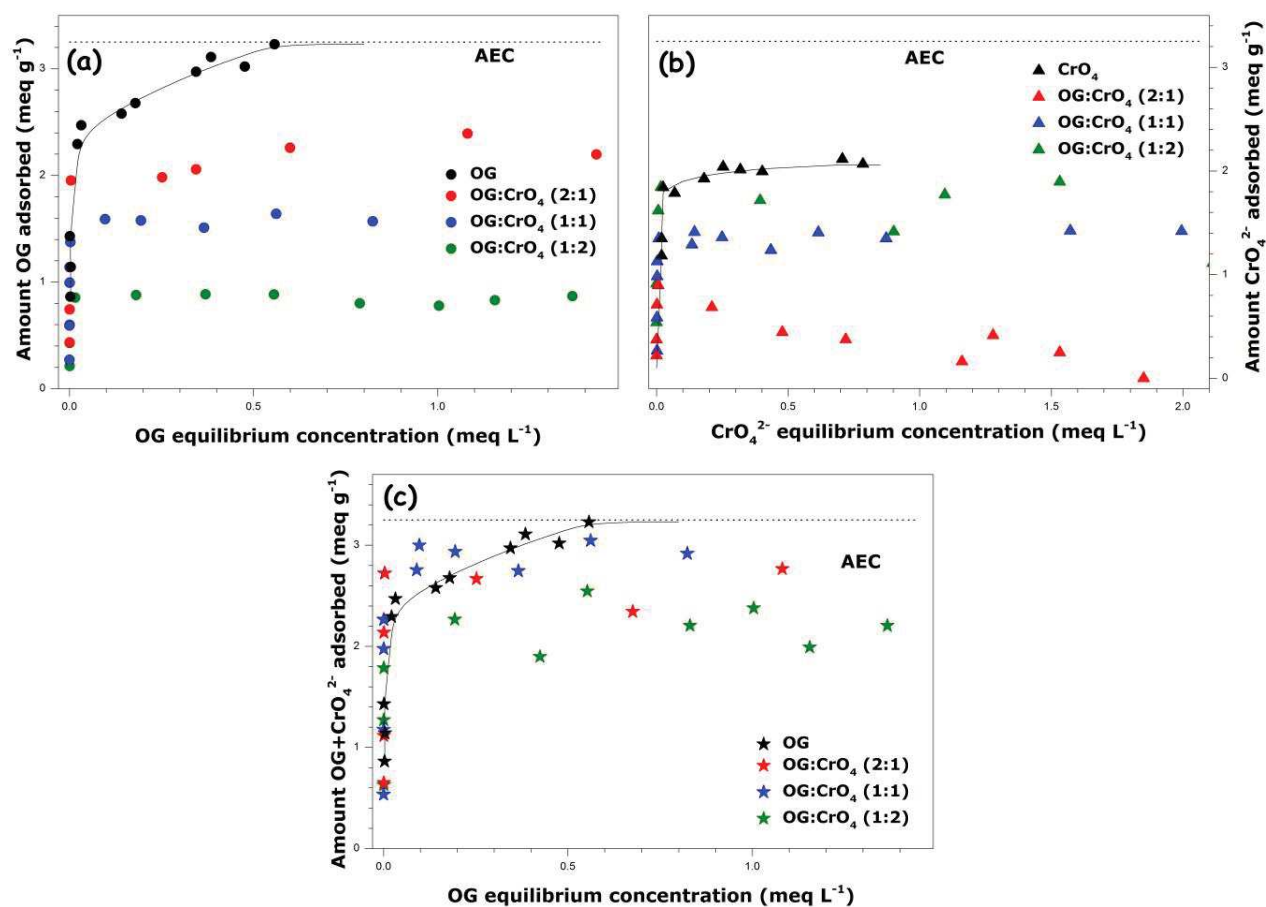 (a)
AEC
Amount OG adsorbed (meq g⁻¹)
3
2
1
0
OG
OG:CrO₄ (2:1)
OG:CrO₄ (1:1)
OG:CrO₄ (1:2)
0.0 0.5 1.0
OG equilibrium concentration (meq L⁻¹)
(b)
AEC
CrO₄
OG:CrO₄ (2:1)
OG:CrO₄ (1:1)
OG:CrO₄ (1:2)
3
2
1
0
Amount CrO₄²⁻ adsorbed (meq g⁻¹)
0.0 0.5 1.0 1.5 2.0
CrO₄²⁻ equilibrium concentration (meq L⁻¹)
(c)
AEC
Amount OG+CrO₄²⁻ adsorbed (meq g⁻¹)
3
2
1
0
OG
OG:CrO₄ (2:1)
OG:CrO₄ (1:1)
OG:CrO₄ (1:2)
0.0 0.5 1.0
OG equilibrium concentration (meq L⁻¹)